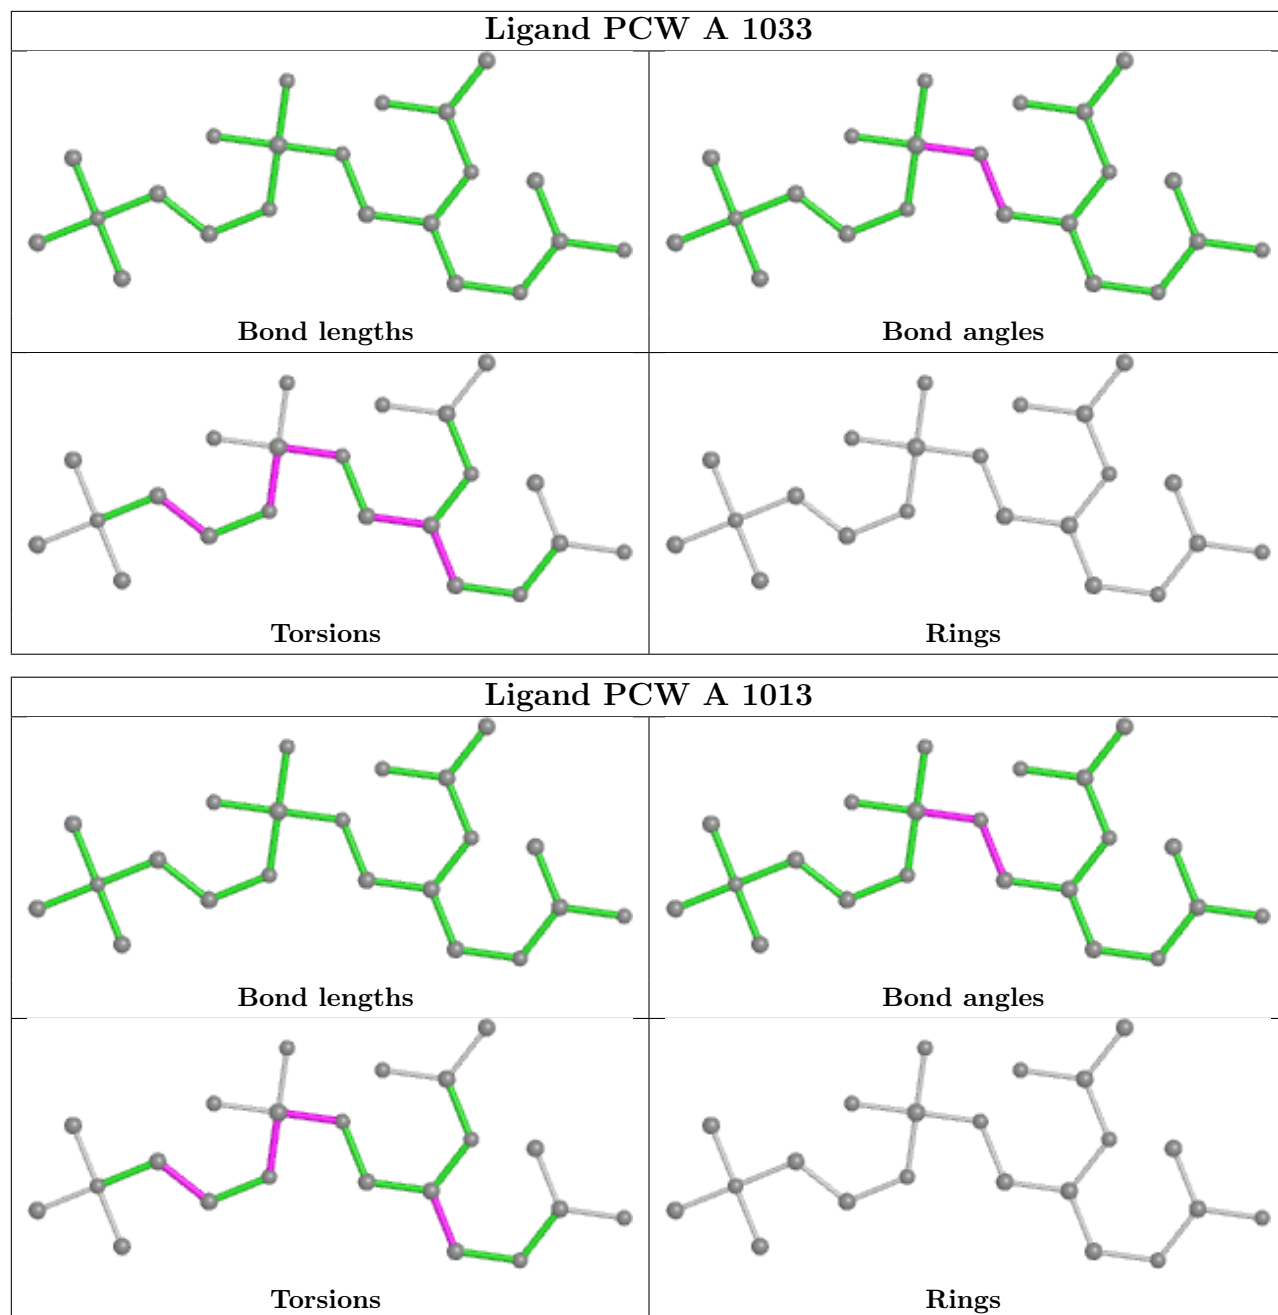 Ligand PCW A 1033
Bond lengths
Bond angles
Torsions
Rings
Ligand PCW A 1013
Bond lengths
Bond angles
Torsions
Rings